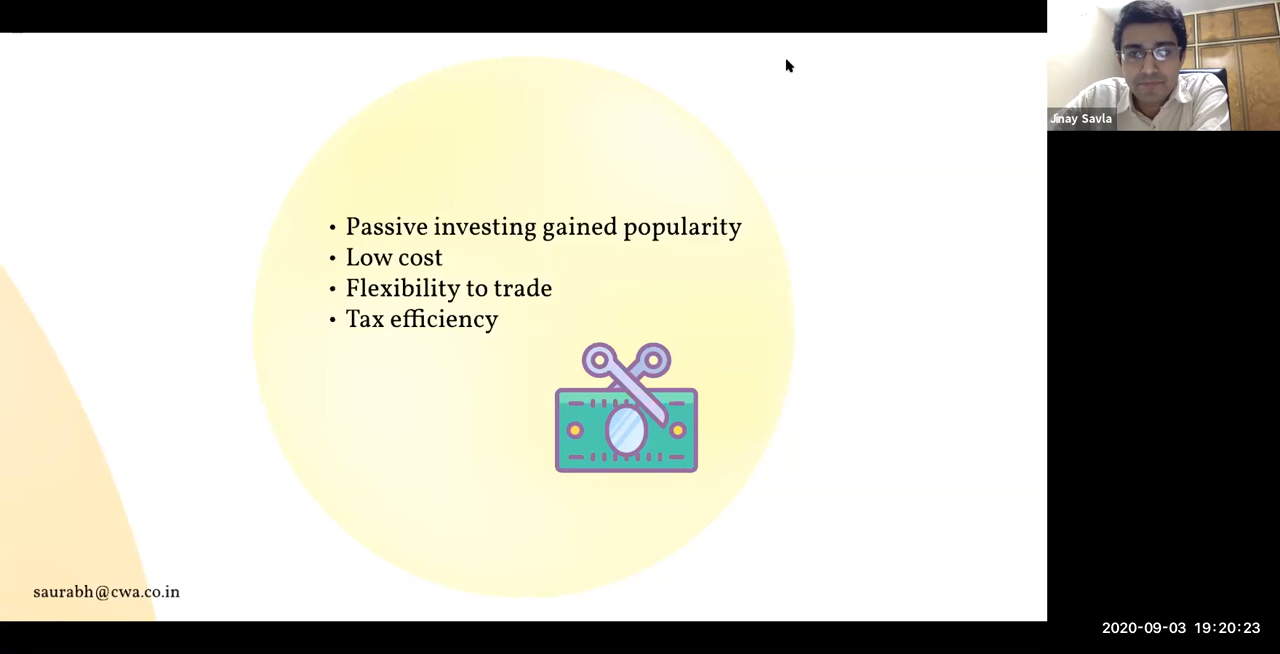 • Passive investing gained popularity
• Low cost
• Flexibility to trade
• Tax efficiency
saurabh@cwa.co.in
Jinay Savla
2020-09-03 19:20:23